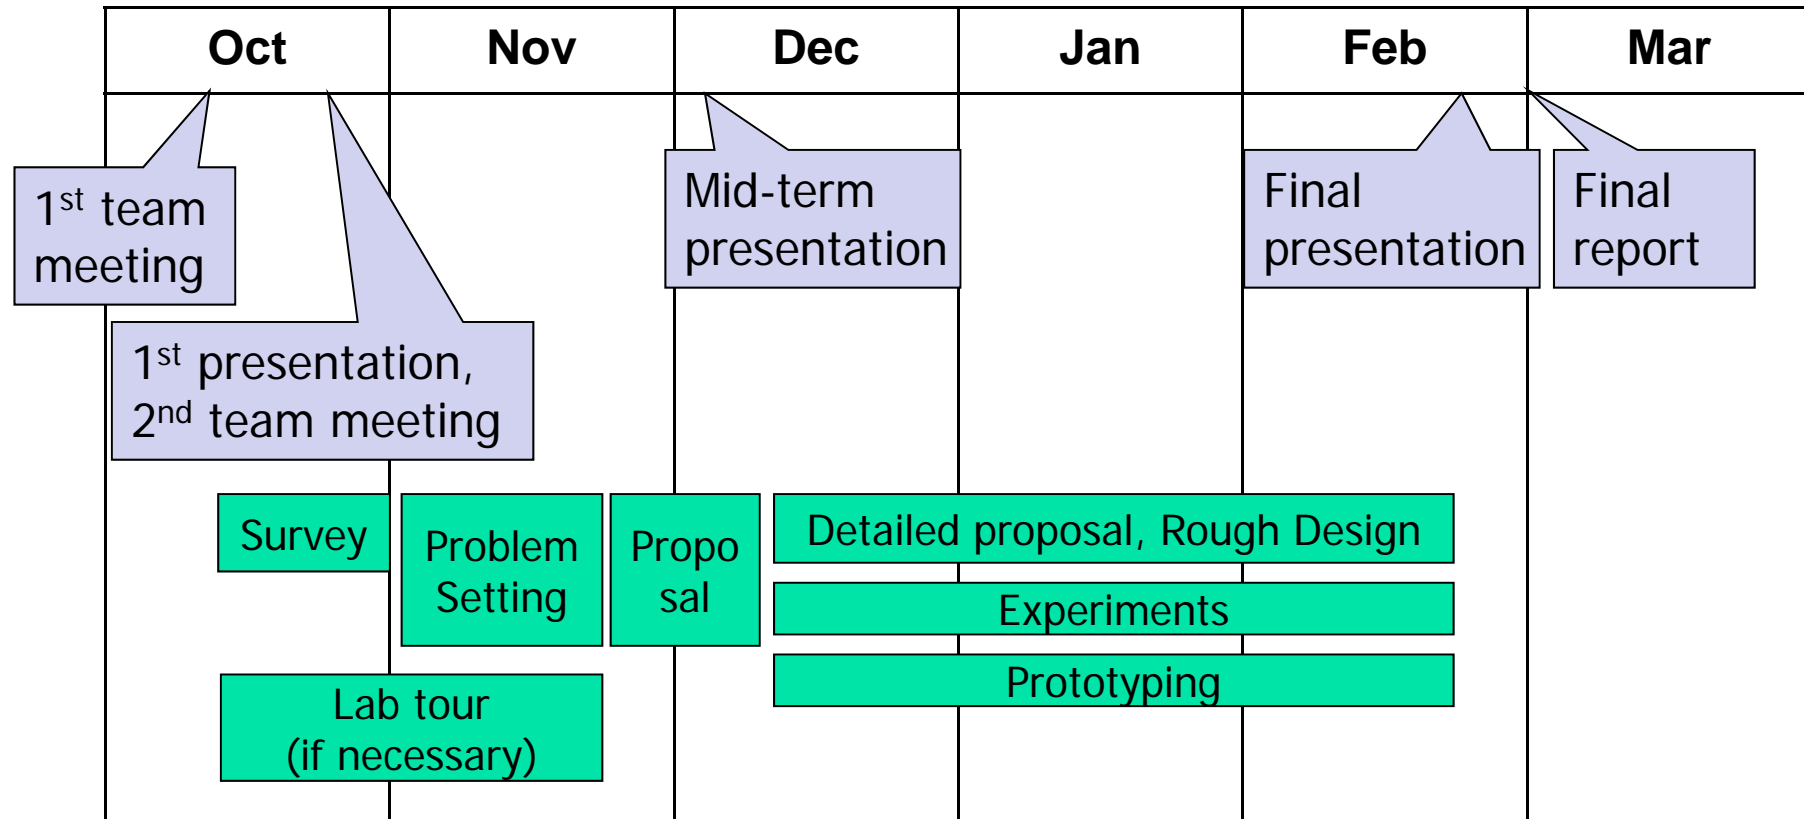 Oct Nov Dec Jan Feb Mar
1st team
meeting
1st presentation,
2nd team meeting
Mid-term
presentation
Final
presentation
Final
report
Survey
Problem
Setting
Propo
sal
Detailed proposal, Rough Design
Experiments
Prototyping
Lab tour
(if necessary)